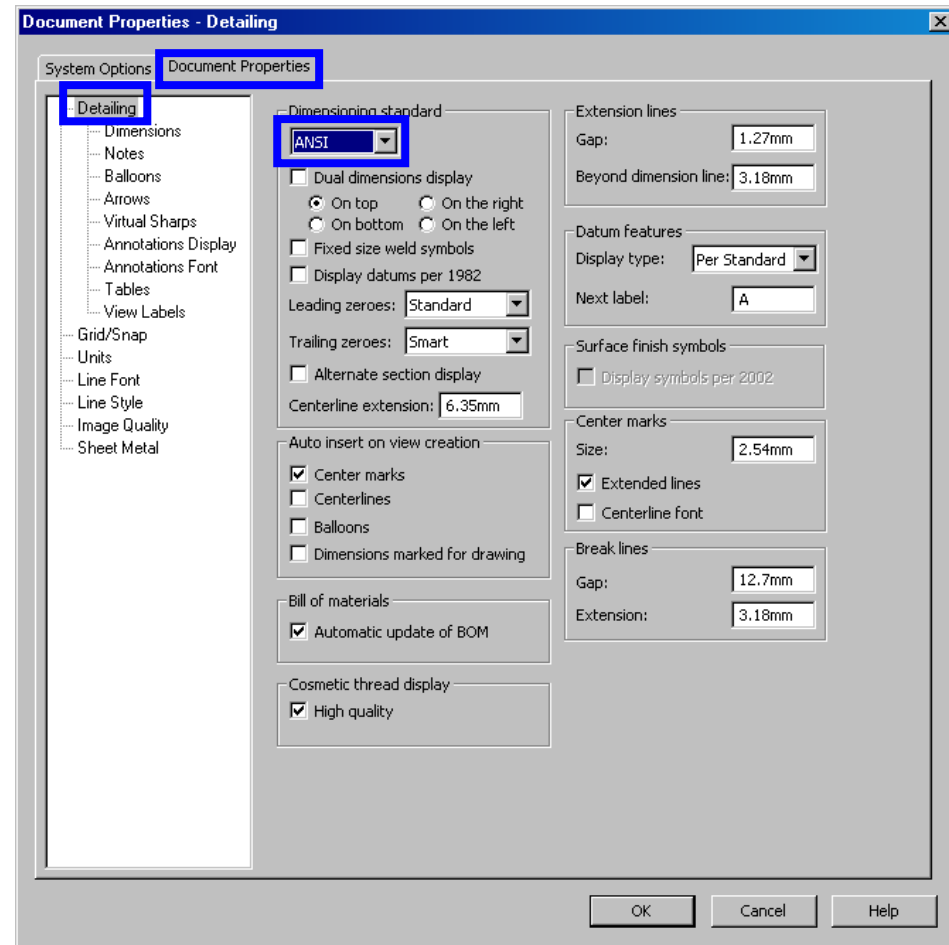 Document Properties - Detailing
System Options
Document Properties
Detailing
Dimensions
Notes
Balloons
Arrows
Virtual Sharps
Annotations Display
Annotations Font
Tables
View Labels
Grid/Snap
Units
Line Font
Line Style
Image Quality
Sheet Metal
Dimensioning standard
ANSI
Dual dimensions display
On top On the right
On bottom On the left
Fixed size weld symbols
Display datums per 1982
Leading zeroes: Standard
Trailing zeroes: Smart
Alternate section display
Centerline extension: 6.35mm
Auto insert on view creation
Center marks
Centerlines
Balloons
Dimensions marked for drawing
Bill of materials
Automatic update of BOM
Cosmetic thread display
High quality
Extension lines
Gap: 1.27mm
Beyond dimension line: 3.18mm
Datum features
Display type: Per Standard
Next label: A
Surface finish symbols
Display symbols per 2002
Center marks
Size: 2.54mm
Extended lines
Centerline font
Break lines
Gap: 12.7mm
Extension: 3.18mm
OK Cancel Help